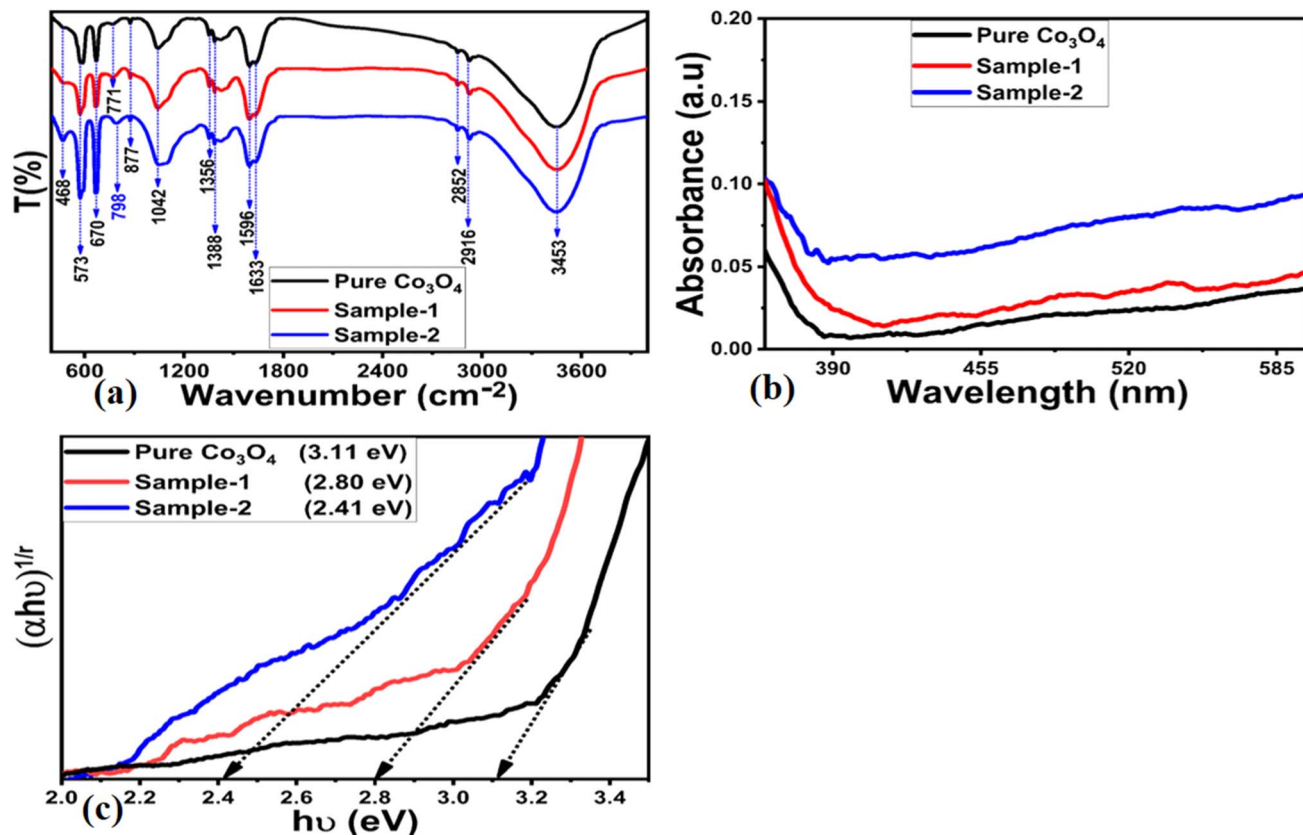 T(%)
468
573
670
771
798
877
1042
1356
1388
1596
1633
2852
2916
3453
Pure Co₃O₄
Sample-1
Sample-2
600 1200 1800 2400 3000 3600
(a) Wavenumber (cm⁻²)
Absorbance (a.u)
0.20
0.15
0.10
0.05
0.00
Pure Co₃O₄
Sample-1
Sample-2
390 455 520 585
(b) Wavelength (nm)
(αhυ)^1/r
Pure Co₃O₄ (3.11 eV)
Sample-1 (2.80 eV)
Sample-2 (2.41 eV)
2.0 2.2 2.4 2.6 2.8 3.0 3.2 3.4
(c) hυ (eV)